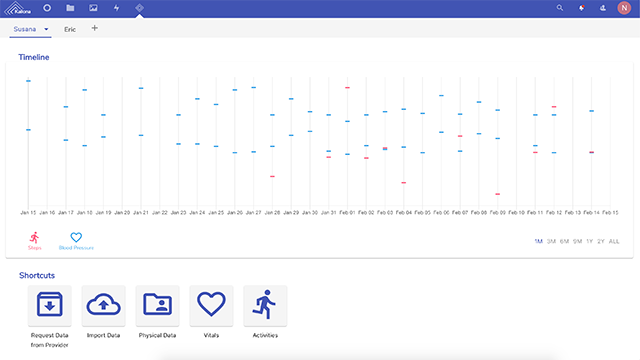 Kailona
N
Susana
Eric
Timeline
Jan 15 Jan 16 Jan 17 Jan 18 Jan 19 Jan 20 Jan 21 Jan 22 Jan 23 Jan 24 Jan 25 Jan 26 Jan 27 Jan 28 Jan 29 Jan 30 Jan 31 Feb 01 Feb 02 Feb 03 Feb 04 Feb 05 Feb 06 Feb 07 Feb 08 Feb 09 Feb 10 Feb 11 Feb 12 Feb 13 Feb 14 Feb 15
Steps Blood Pressure
1M 3M 6M 9M 1Y 2Y ALL
Shortcuts
Request Data
from Provider
Import Data
Physical Data
Vitals
Activities